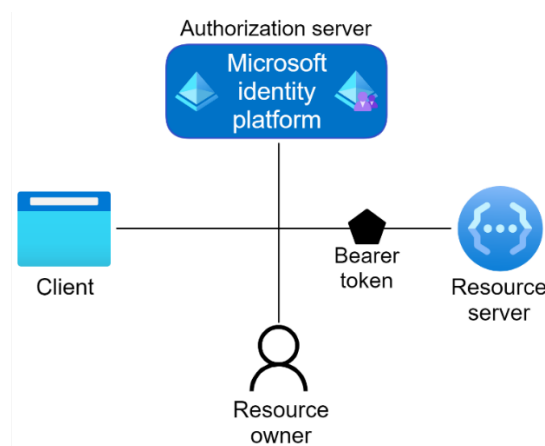 Authorization server
Microsoft
identity
platform
Client
Bearer
token
Resource
server
Resource
owner